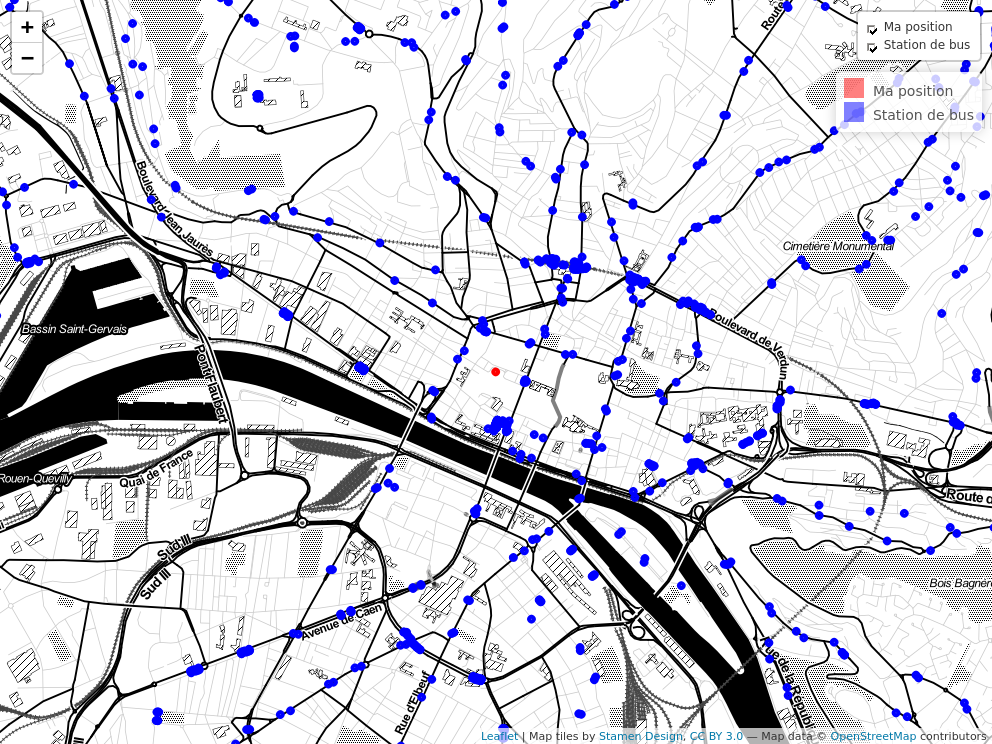 +
−
Route
Ma position
Station de bus
Ma position
Station de bus
Boulevard Jean Jaurès
Cimetière Monumental
Bassin Saint-Gervais
Boulevard de Verdun
Pont Flaubert
Rouen-Quevilly
Quai de France
Route d
Sud III
Sud III
Bois Bagnère
Avenue de Caen
Rue d'Elbeuf
Rue de la Républi
III
Leaflet | Map tiles by Stamen Design, CC BY 3.0 — Map data © OpenStreetMap contributors